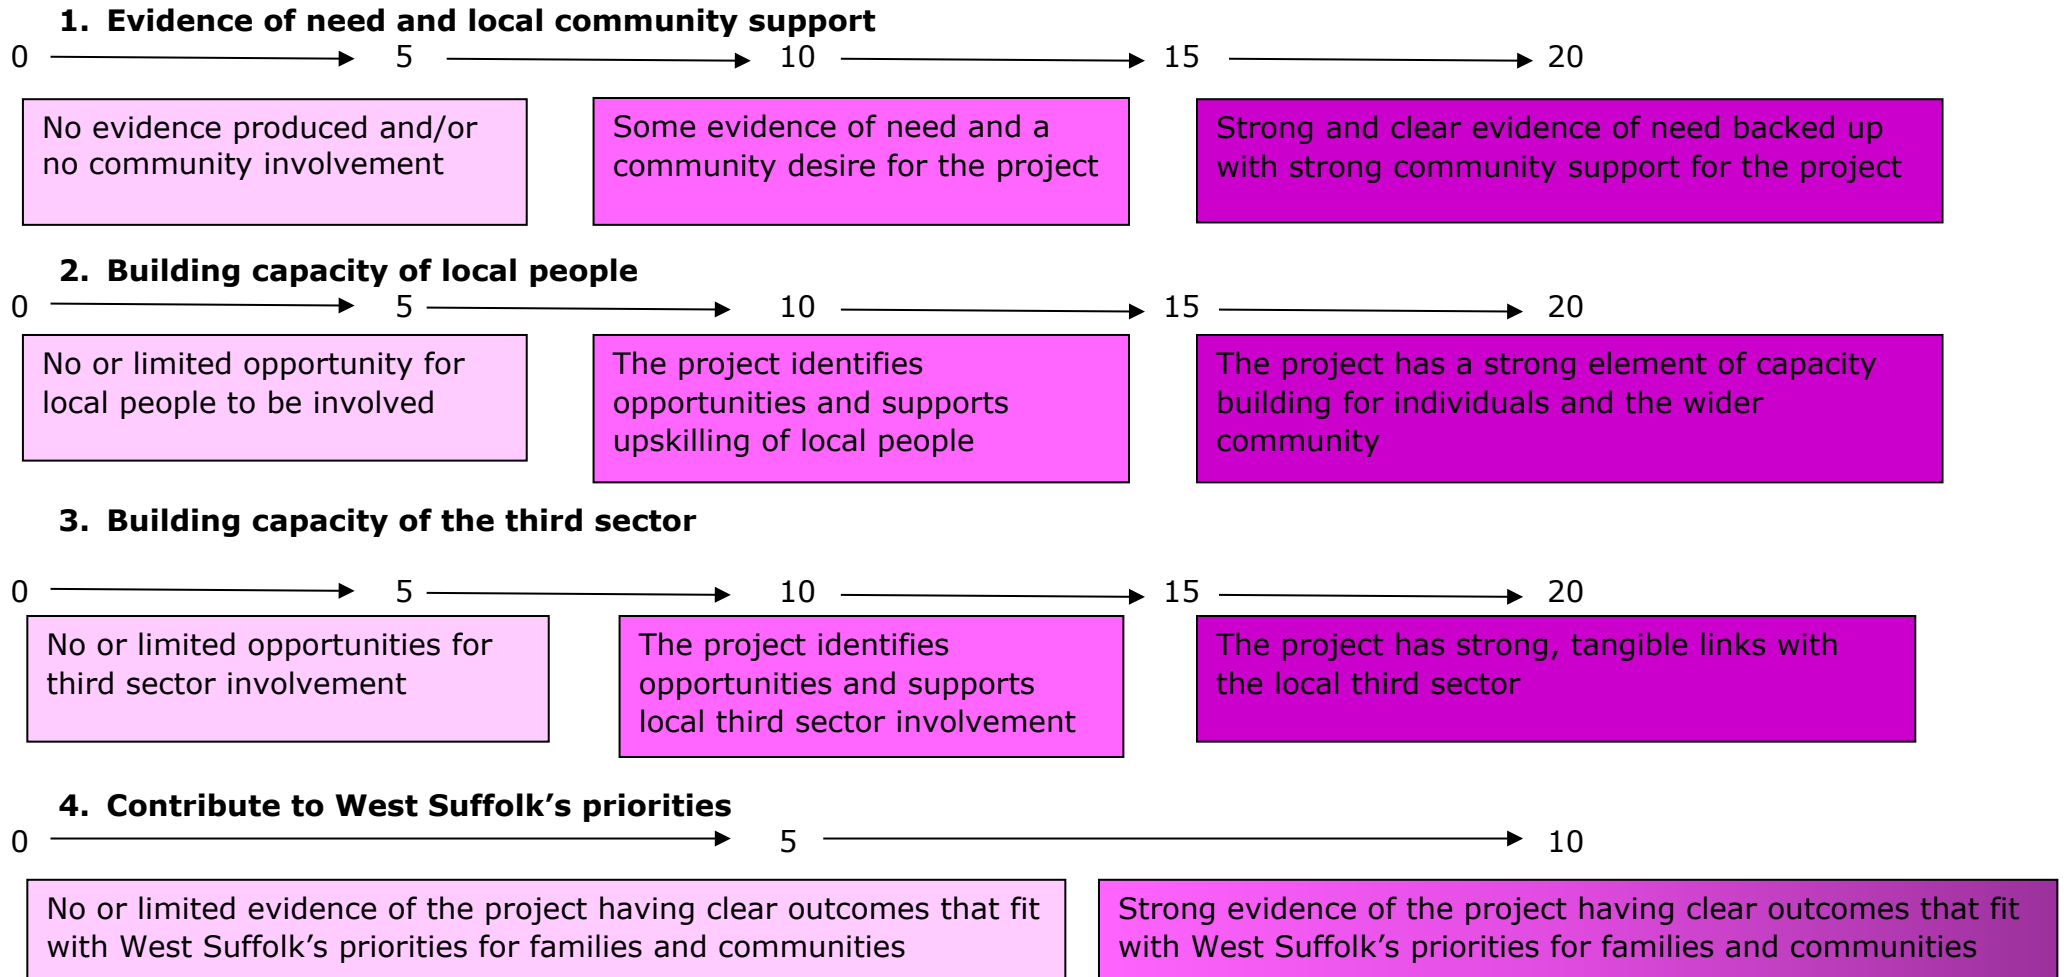 1. Evidence of need and local community support
0 5 10 15 20
No evidence produced and/or
no community involvement
Some evidence of need and a
community desire for the project
Strong and clear evidence of need backed up
with strong community support for the project
2. Building capacity of local people
0 5 10 15 20
No or limited opportunity for
local people to be involved
The project identifies
opportunities and supports
upskilling of local people
The project has a strong element of capacity
building for individuals and the wider
community
3. Building capacity of the third sector
0 5 10 15 20
No or limited opportunities for
third sector involvement
The project identifies
opportunities and supports
local third sector involvement
The project has strong, tangible links with
the local third sector
4. Contribute to West Suffolk’s priorities
0 5 10
No or limited evidence of the project having clear outcomes that fit
with West Suffolk’s priorities for families and communities
Strong evidence of the project having clear outcomes that fit
with West Suffolk’s priorities for families and communities